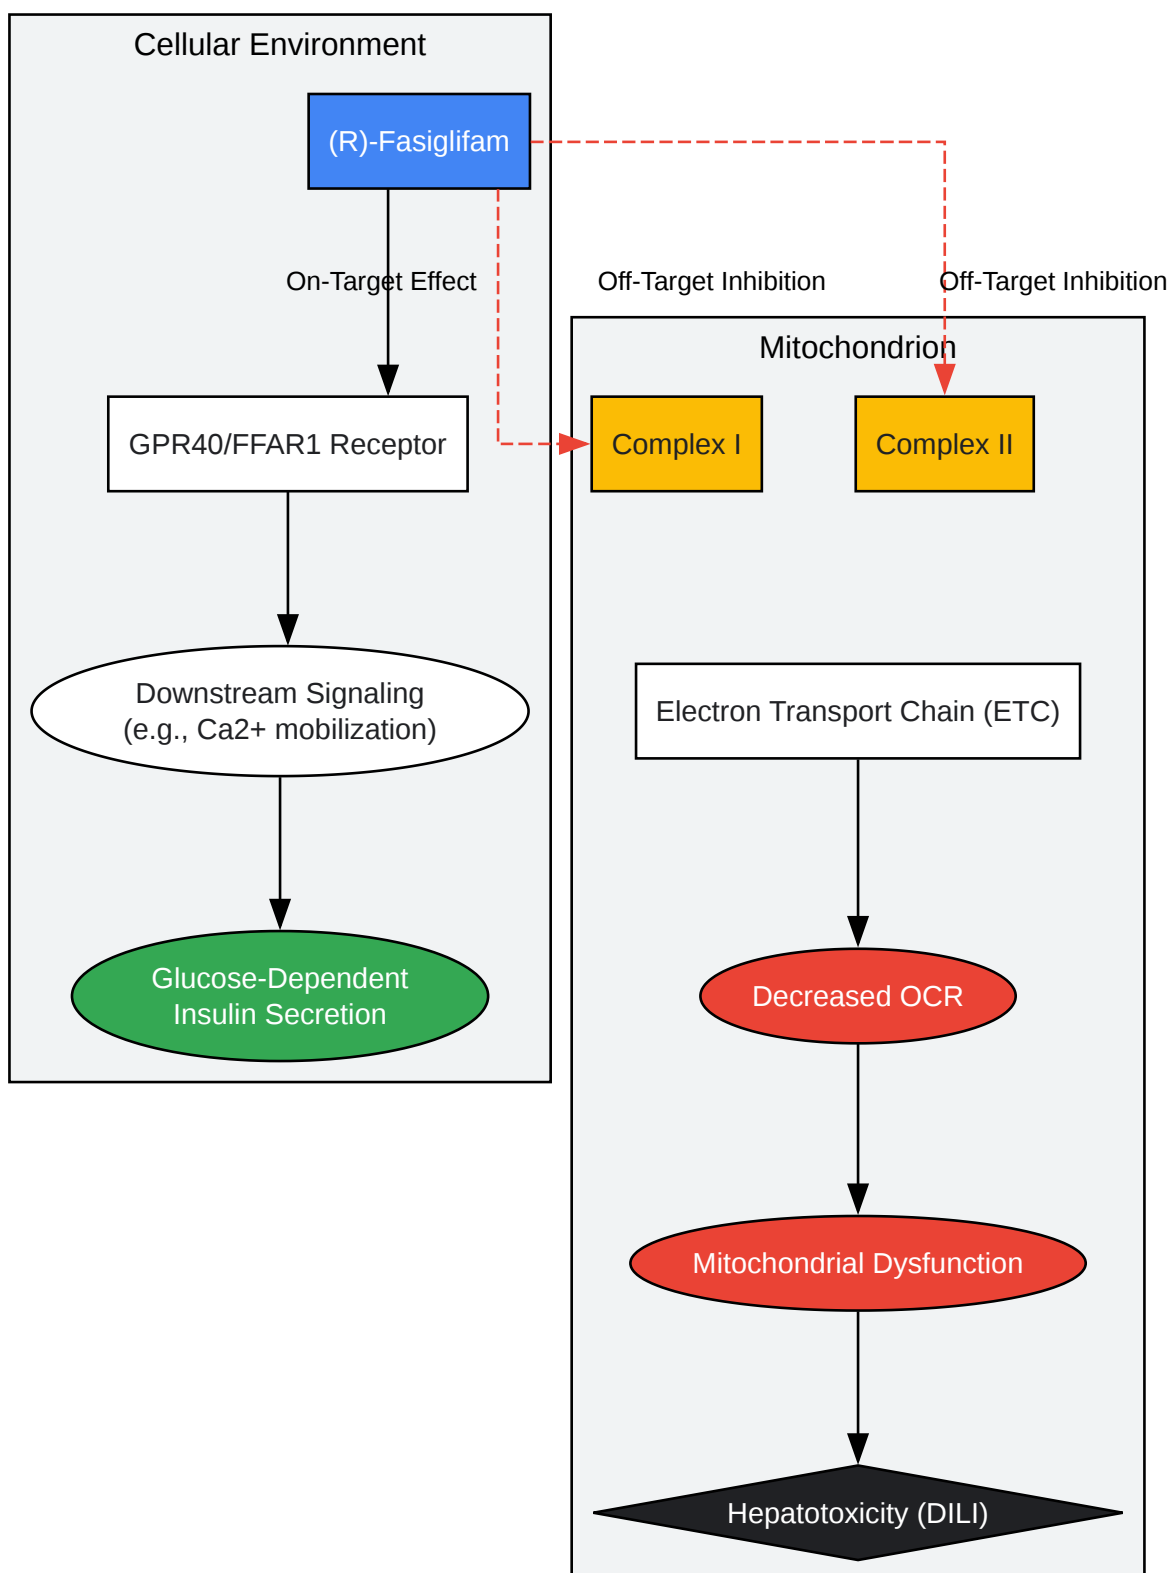 Cellular Environment
(R)-Fasiglifam
On-Target Effect
Off-Target Inhibition
Off-Target Inhibition
Mitochondrion
GPR40/FFAR1 Receptor
Complex I
Complex II
Downstream Signaling
(e.g., Ca2+ mobilization)
Electron Transport Chain (ETC)
Glucose-Dependent
Insulin Secretion
Decreased OCR
Mitochondrial Dysfunction
Hepatotoxicity (DILI)